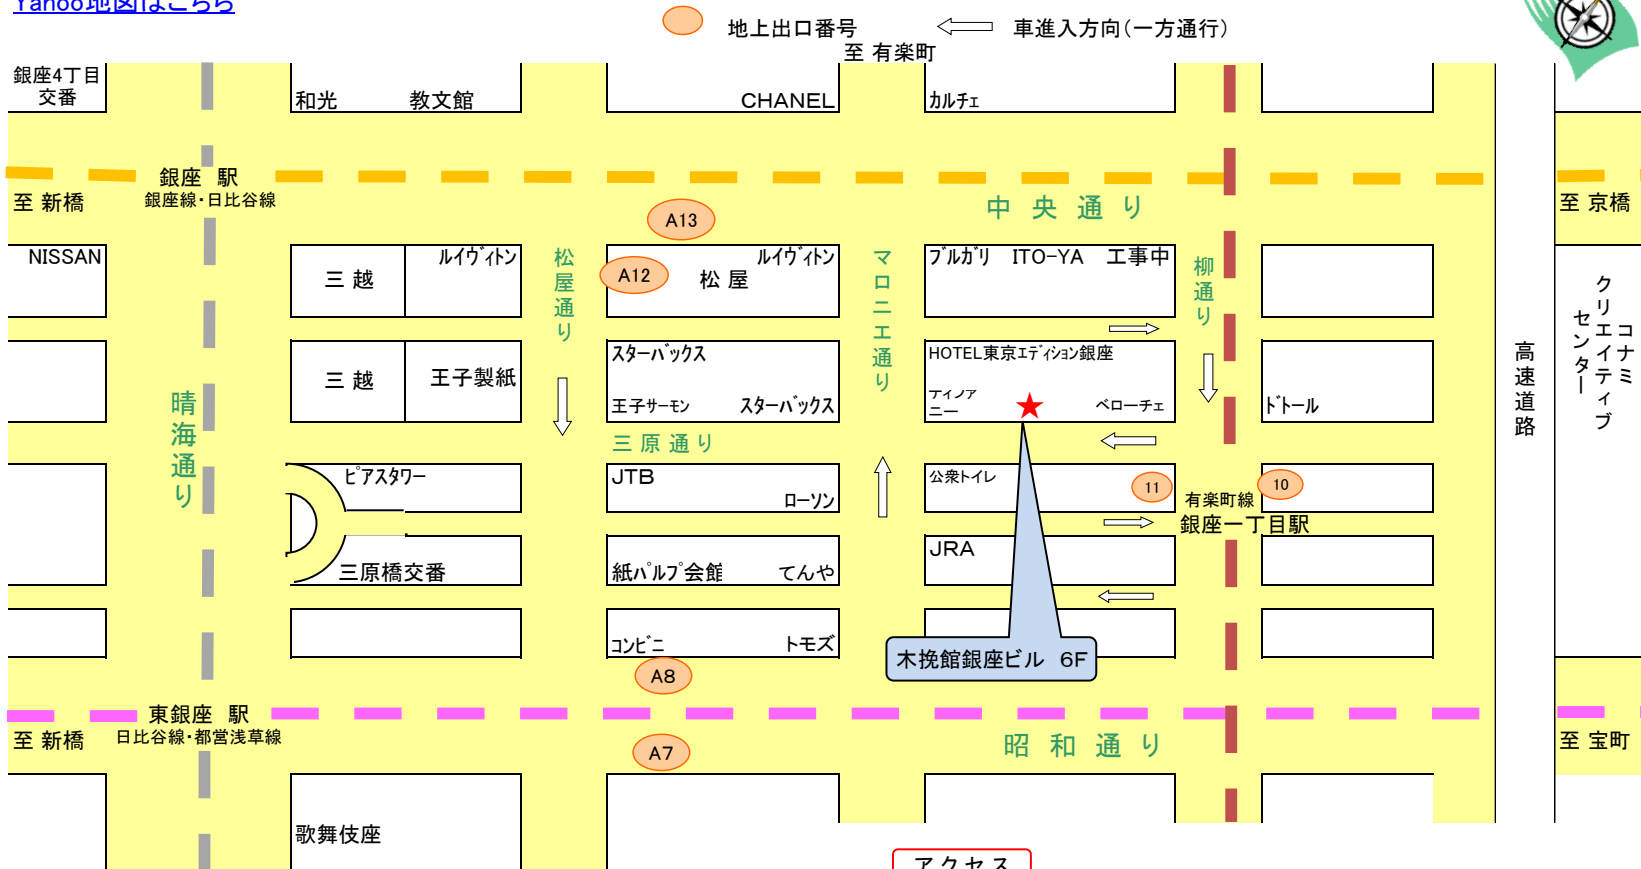 Yahoo地図はこちら
地上出口番号
車進入方向(一方通行)
至 有楽町
銀座4丁目
交番
和光
教文館
CHANEL
カルチェ
銀座 駅
銀座線・日比谷線
至 新橋
A13
中央通り
至 京橋
NISSAN
三越
ルイヴィトン
松屋通り
A12
松屋
ルイヴィトン
マロニエ通り
ブルガリ
ITO-YA
工事中
柳通り
コナミ
クリエイティブ
センター
高速道路
三越
王子製紙
スターバックス
王子サーモン
スターバックス
HOTEL東京エディション銀座
ティファ
ニー
ベローチェ
ドトール
晴海通り
三原通り
ピアスタワー
JTB
ローソン
公衆トイレ
11
10
有楽町線
銀座一丁目駅
三原橋交番
紙パルプ会館
てんや
JRA
コンビニ
トモズ
木挽館銀座ビル 6F
A8
東銀座 駅
日比谷線・都営浅草線
至 新橋
A7
昭和通り
至 宝町
歌舞伎座
アクセス